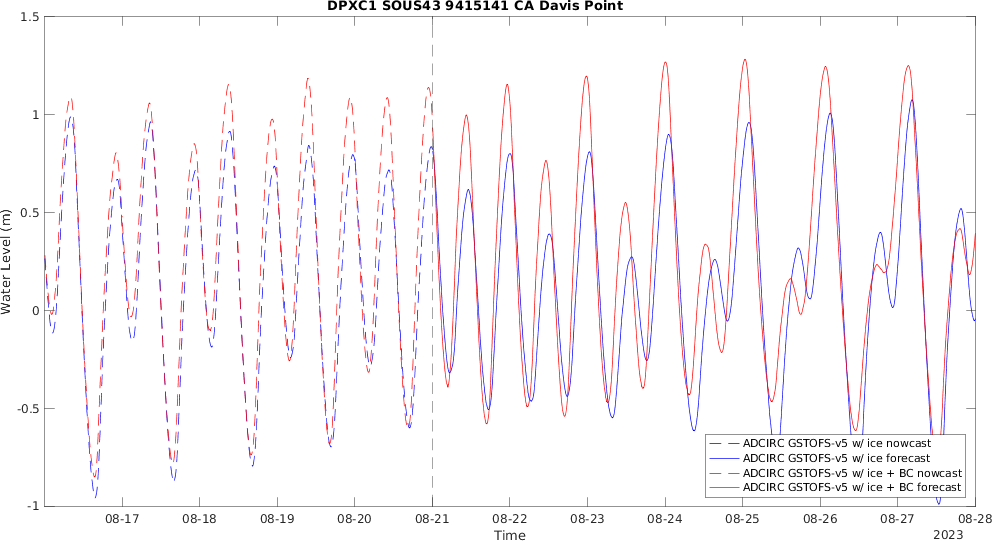 DPXC1 SOUS43 9415141 CA Davis Point
1.5
1
0.5
0
-0.5
-1
Water Level (m)
ADCIRC GSTOFS-v5 w/ ice nowcast
ADCIRC GSTOFS-v5 w/ ice forecast
ADCIRC GSTOFS-v5 w/ ice + BC nowcast
ADCIRC GSTOFS-v5 w/ ice + BC forecast
08-17 08-18 08-19 08-20 08-21 08-22 08-23 08-24 08-25 08-26 08-27 08-28
Time
2023